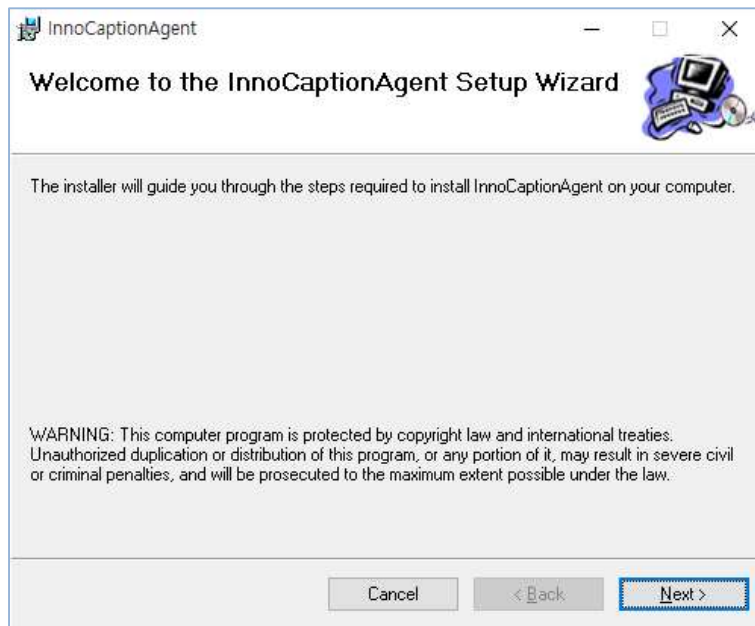 InnoCaptionAgent
Welcome to the InnoCaptionAgent Setup Wizard
The installer will guide you through the steps required to install InnoCaptionAgent on your computer.
WARNING: This computer program is protected by copyright law and international treaties.
Unauthorized duplication or distribution of this program, or any portion of it, may result in severe civil
or criminal penalties, and will be prosecuted to the maximum extent possible under the law.
Cancel < Back Next >